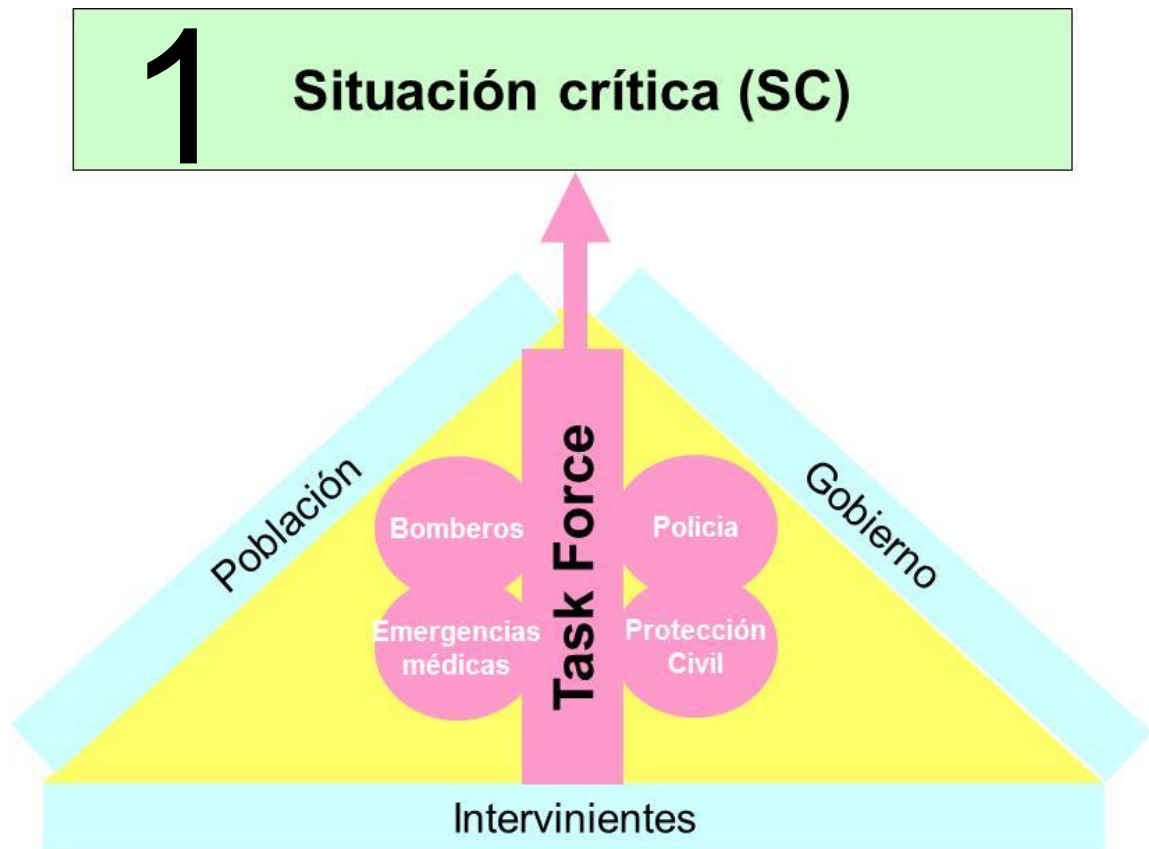 1 Situación crítica (SC)
Población
Gobierno
Task Force
Bomberos
Policia
Emergencias
médicas
Protección
Civil
Intervinientes